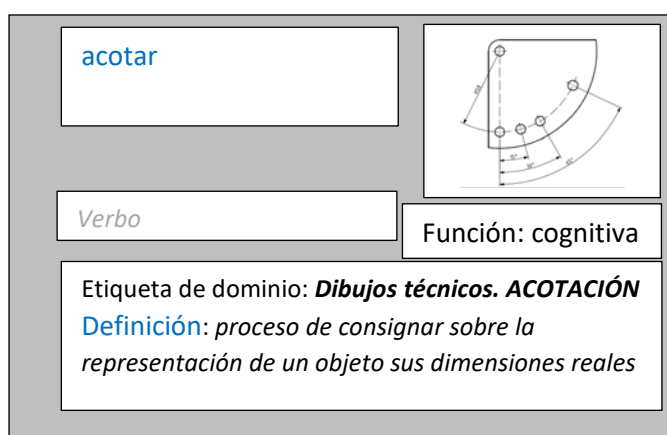 acotar
Verbo
Función: cognitiva
Etiqueta de dominio: Dibujos técnicos. ACOTACIÓN
Definición: proceso de consignar sobre la
representación de un objeto sus dimensiones reales